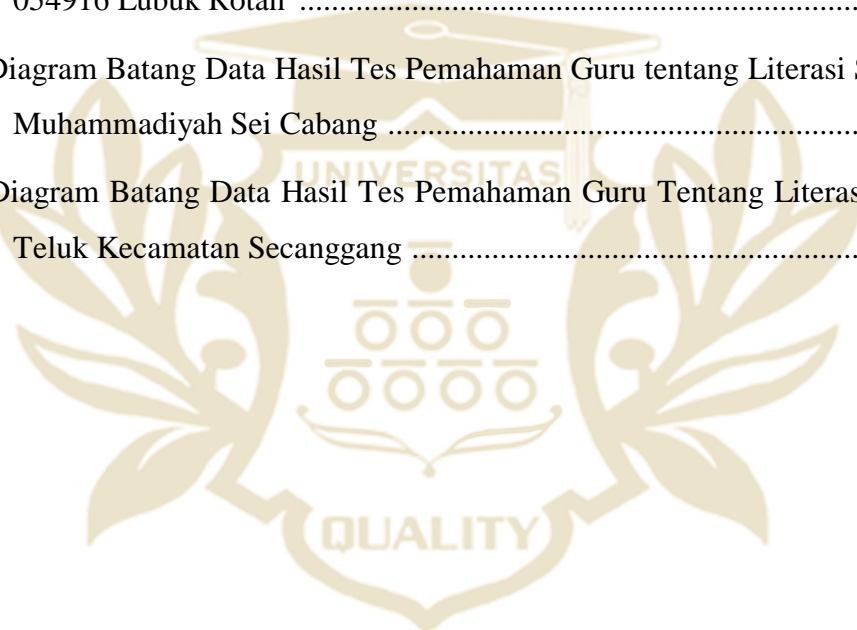 054916 Lubuk Kotan ....................................................................
Diagram Batang Data Hasil Tes Pemahaman Guru tentang Literasi
Muhammadiyah Sei Cabang .........................................................
Diagram Batang Data Hasil Tes Pemahaman Guru Tentang
Teluk Kecamatan Secanggang ......................................................
UNIVERSITAS
QUALITY